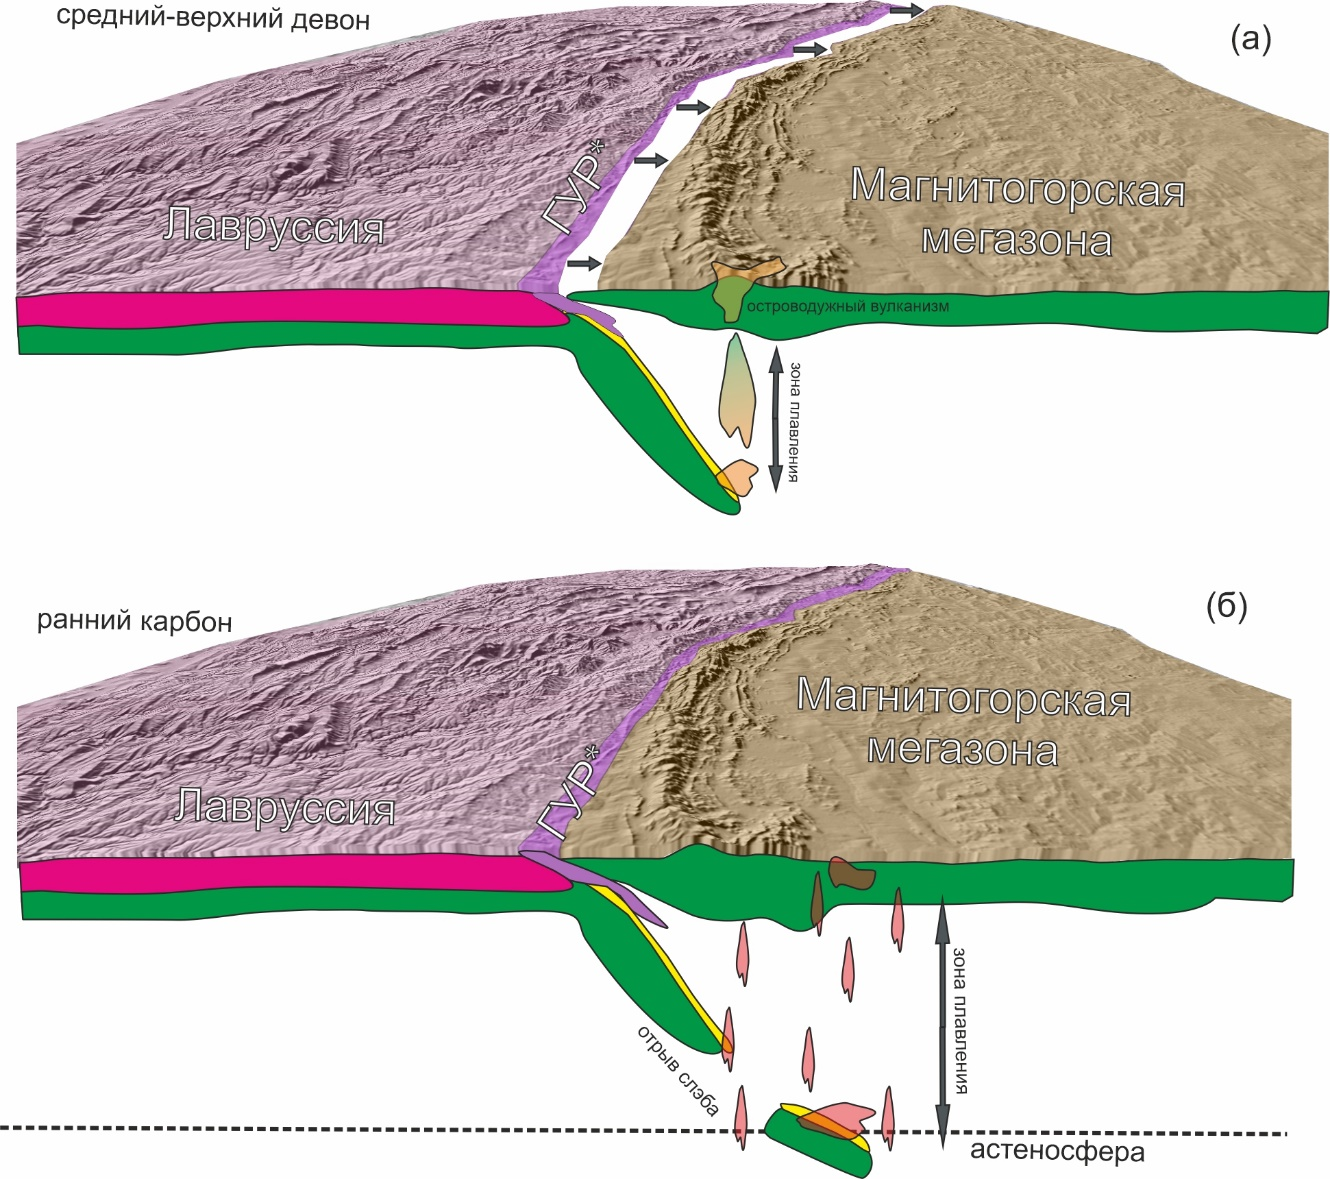 средний-верхний девон
(а)
ГУР*
Лавруссия
Магнитогорская
мегазона
островодужный вулканизм
зона плавления
ранний карбон
(б)
Магнитогорская
мегазона
ГУР*
Лавруссия
зона плавления
отрыв слэба
астеносфера